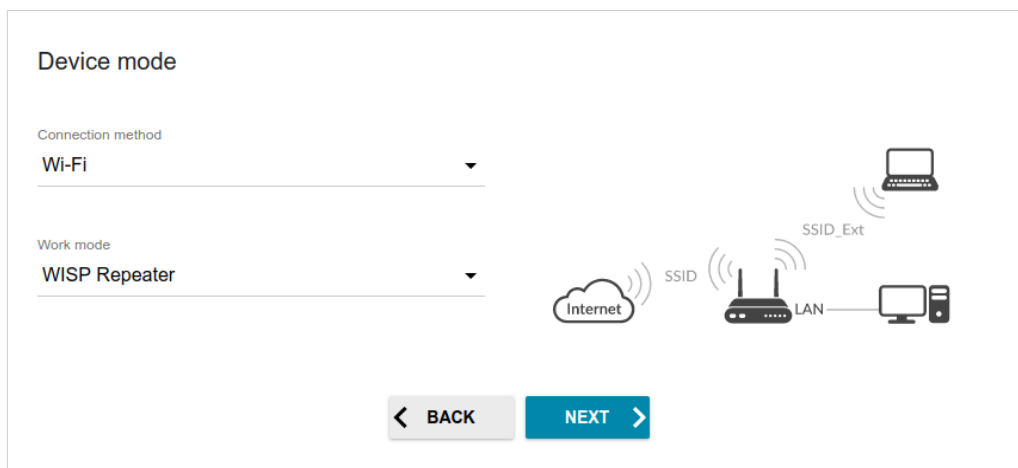 Device mode
Connection method
Wi-Fi
Work mode
WISP Repeater
SSID_Ext
SSID
Internet
LAN
BACK
NEXT